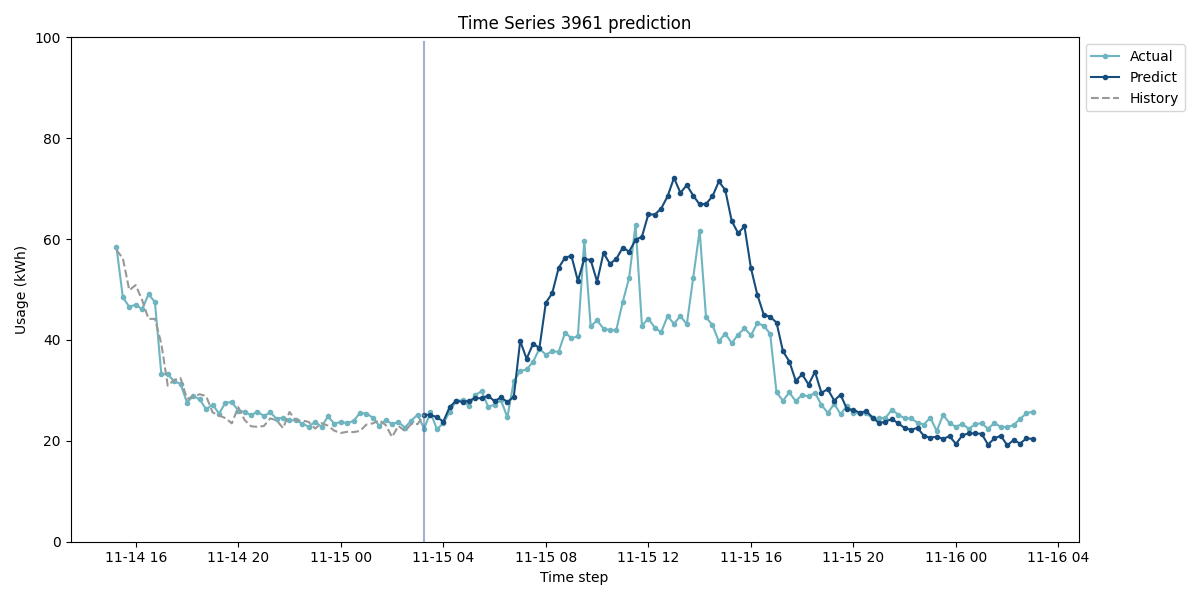 Time Series 3961 prediction
Usage (kWh)
100
80
60
40
20
0
11-14 16
11-14 20
11-15 00
11-15 04
11-15 08
11-15 12
11-15 16
11-15 20
11-16 00
11-16 04
Time step
Actual
Predict
History